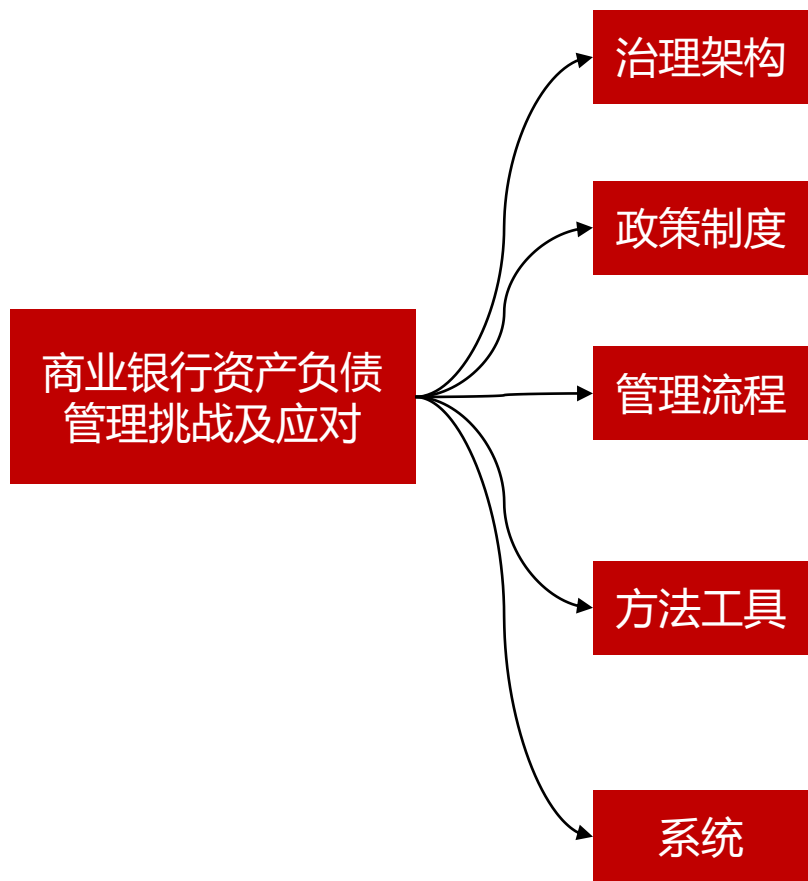 治理架构
政策制度
商业银行资产负债
管理挑战及应对
管理流程
方法工具
系统